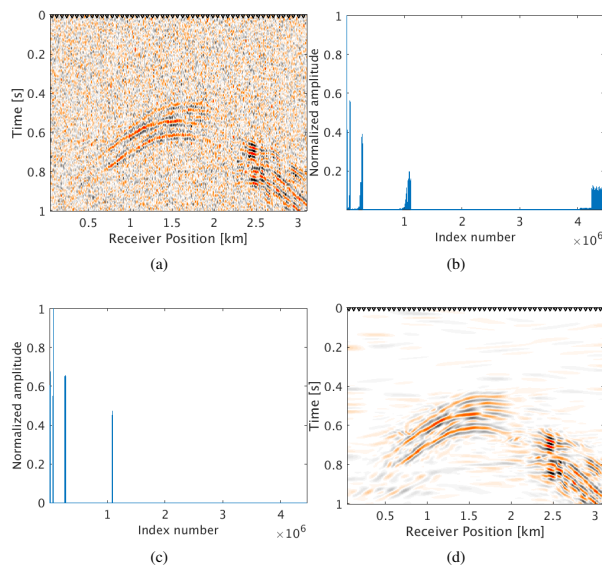 0
0.2
0.4
0.6
0.8
1
Time [s]
0.5 1 1.5 2 2.5 3
Receiver Position [km]
(a)
1
0.8
0.6
0.4
0.2
Normalized amplitude
1 2 3 4
Index number
×10⁶
(b)
1
0.8
0.6
0.4
0.2
0
Normalized amplitude
1 2 3 4
Index number
×10⁶
(c)
0
0.2
0.4
0.6
0.8
1
Time [s]
0.5 1 1.5 2 2.5 3
Receiver Position [km]
(d)